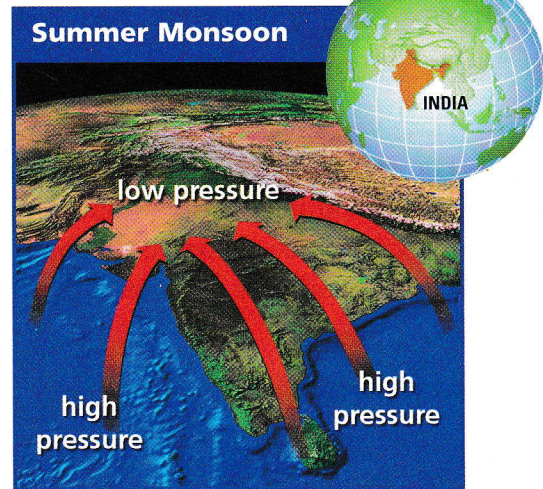 Summer Monsoon
INDIA
low pressure
high
pressure
high
pressure